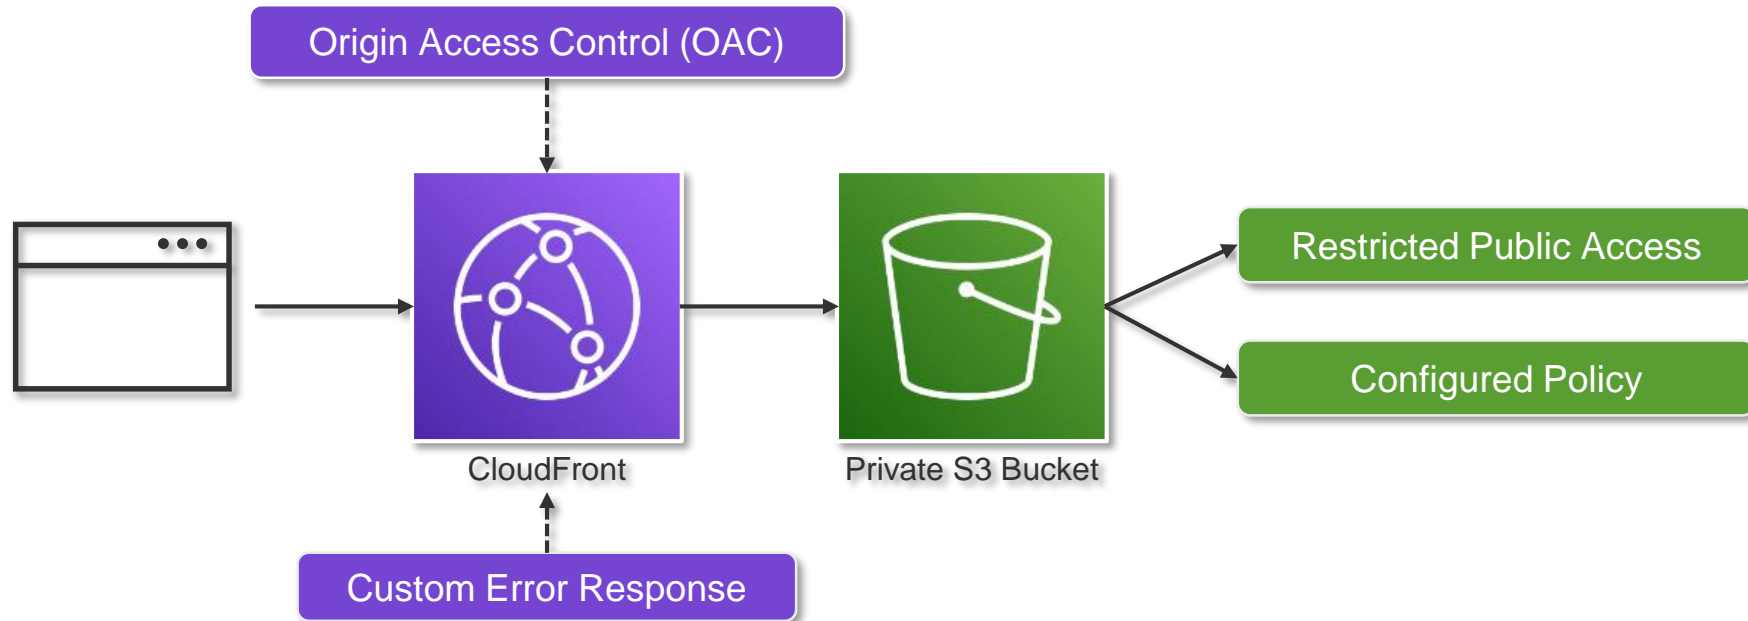 Origin Access Control (OAC)
CloudFront
Private S3 Bucket
Restricted Public Access
Configured Policy
Custom Error Response